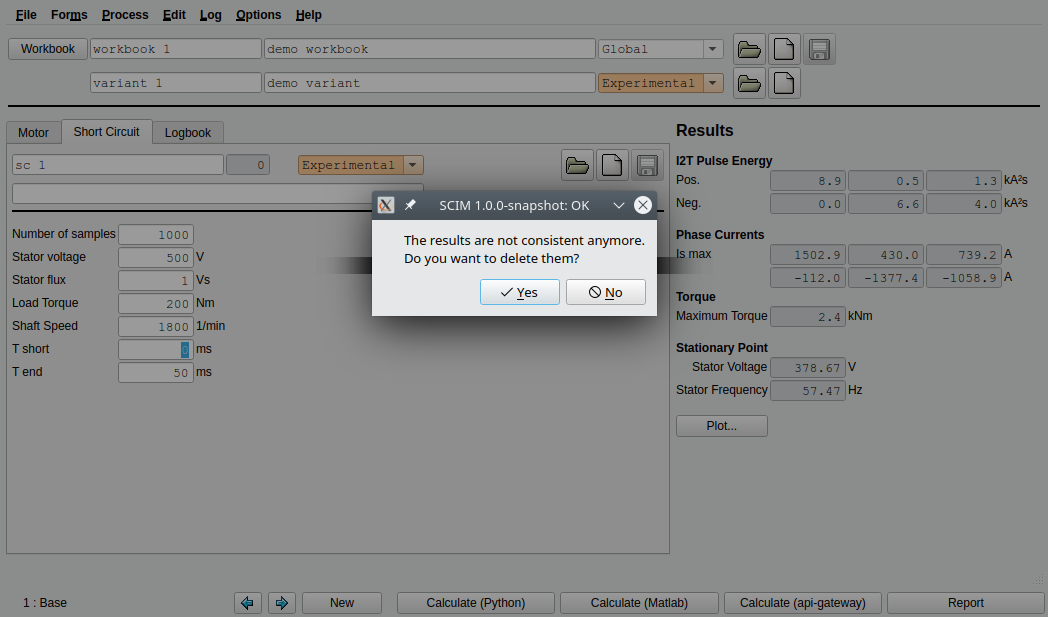 File Forms Process Edit Log Options Help
Workbook workbook 1 demo workbook Global
variant 1 demo variant Experimental
Motor Short Circuit Logbook
sc 1 0 Experimental
SCIM 1.0.0-snapshot: OK
The results are not consistent anymore.
Do you want to delete them?
Yes No
Number of samples 1000
Stator voltage 500 V
Stator flux 1 Vs
Load Torque 200 Nm
Shaft Speed 1800 1/min
T short 0 ms
T end 50 ms
Results
I2T Pulse Energy
Pos. 8.9 0.5 1.3 kA²s
Neg. 0.0 6.6 4.0 kA²s
Phase Currents
Is max 1502.9 430.0 739.2 A
-112.0 -1377.4 -1058.9 A
Torque
Maximum Torque 2.4 kNm
Stationary Point
Stator Voltage 378.67 V
Stator Frequency 57.47 Hz
Plot...
1 : Base New Calculate (Python) Calculate (Matlab) Calculate (api-gateway) Report